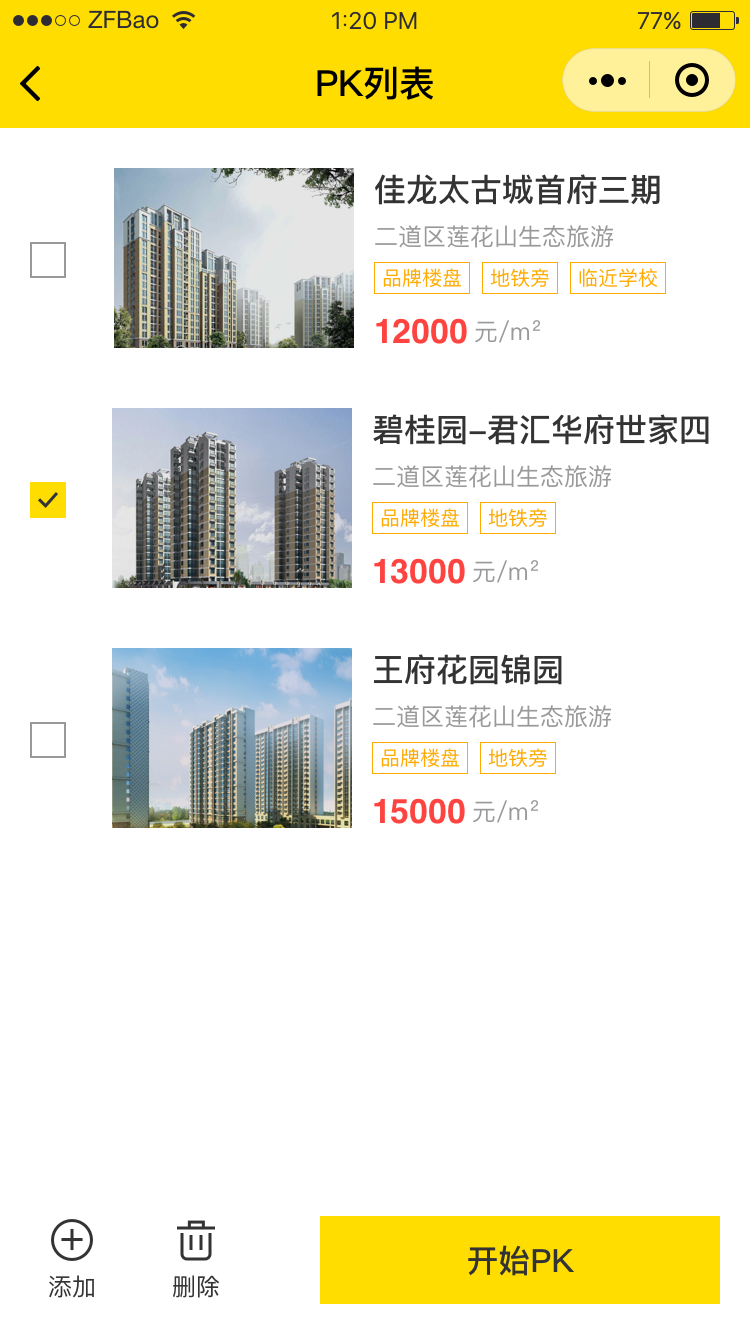 ZFBao 1:20 PM 77%
PK列表
佳龙太古城首府三期
二道区莲花山生态旅游
品牌楼盘 地铁旁 临近学校
12000 元/m²
碧桂园–君汇华府世家四
二道区莲花山生态旅游
品牌楼盘 地铁旁
13000 元/m²
王府花园锦园
二道区莲花山生态旅游
品牌楼盘 地铁旁
15000 元/m²
添加 删除 开始PK